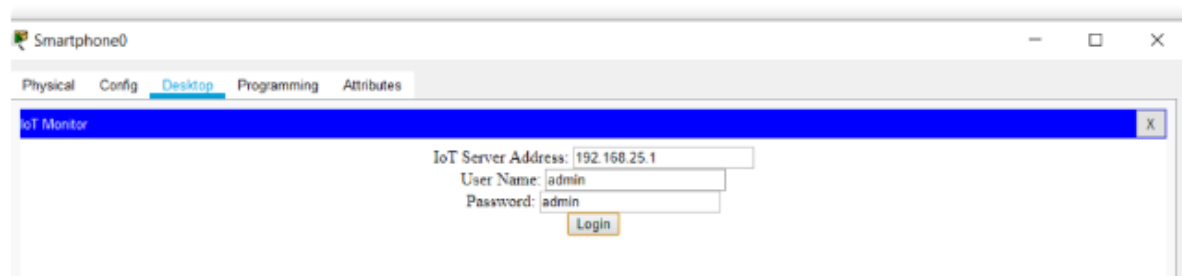 Smartphone0
Physical Config Desktop Programming Attributes
IoT Monitor X
IoT Server Address: 192.168.25.1
User Name: admin
Password: admin
Login